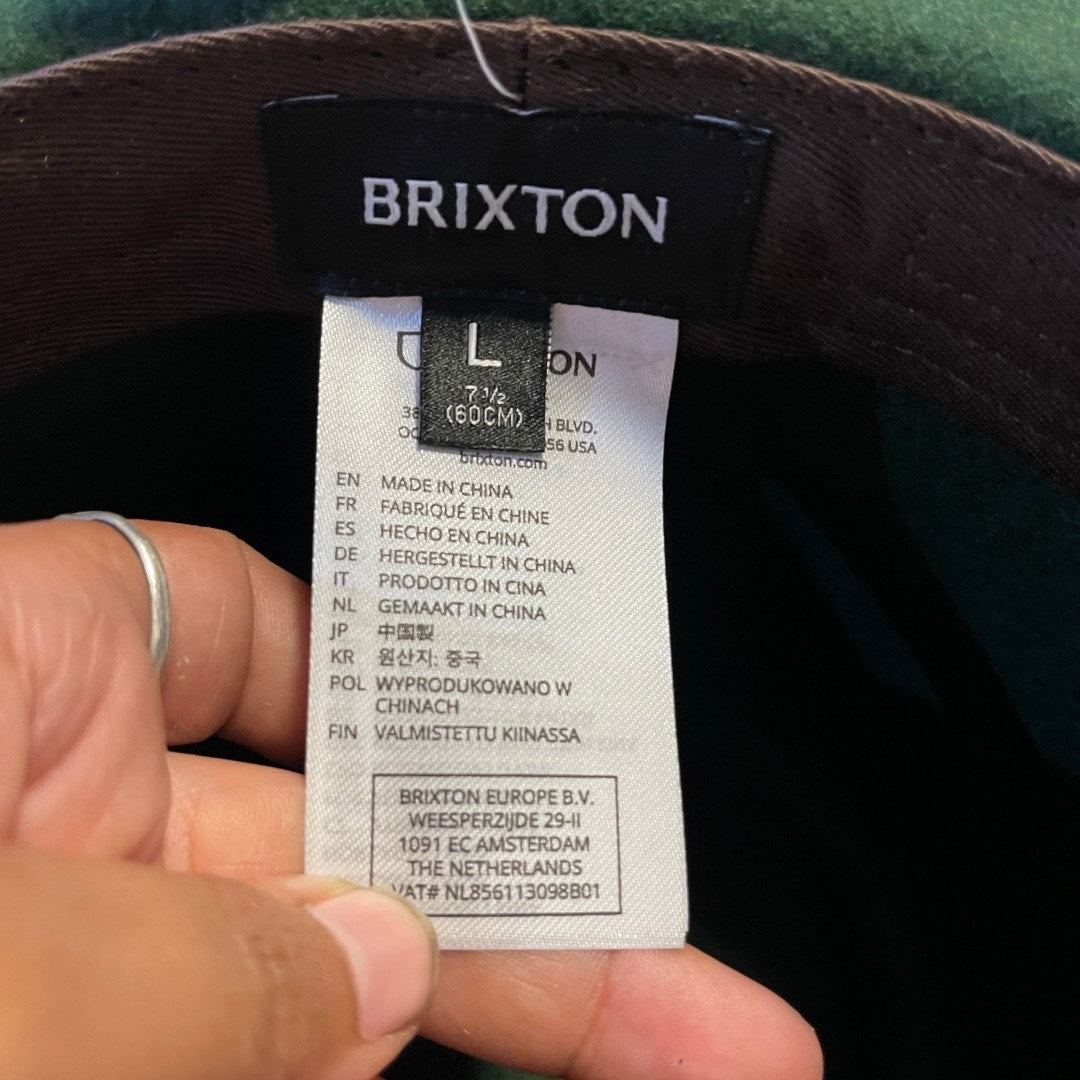 BRIXTON
L
7 1/2
(60CM)
ON
38
BLVD.
56 USA
brixton.com
EN MADE IN CHINA
FR FABRIQUÉ EN CHINE
ES HECHO EN CHINA
DE HERGESTELLT IN CHINA
IT PRODOTTO IN CINA
NL GEMAAKT IN CHINA
JP 中国製
KR 원산지: 중국
POL WYPRODUKOWANO W
CHINACH
FIN VALMISTETTU KIINASSA
BRIXTON EUROPE B.V.
WEESPERZIJDE 29-II
1091 EC AMSTERDAM
THE NETHERLANDS
VAT# NL856113098B01